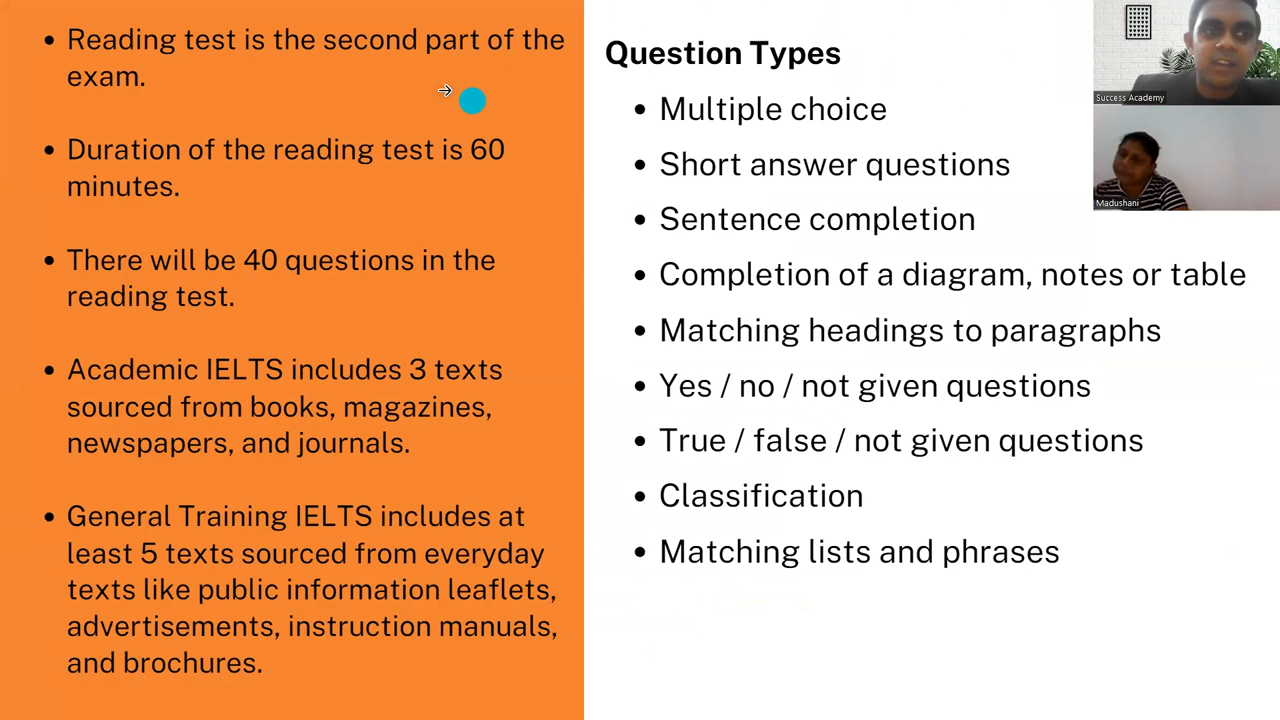 • Reading test is the second part of the
exam.
• Duration of the reading test is 60
minutes.
• There will be 40 questions in the
reading test.
• Academic IELTS includes 3 texts
sourced from books, magazines,
newspapers, and journals.
• General Training IELTS includes at
least 5 texts sourced from everyday
texts like public information leaflets,
advertisements, instruction manuals,
and brochures.
Question Types
• Multiple choice
• Short answer questions
• Sentence completion
• Completion of a diagram, notes or table
• Matching headings to paragraphs
• Yes / no / not given questions
• True / false / not given questions
• Classification
• Matching lists and phrases
Success Academy
Madushani